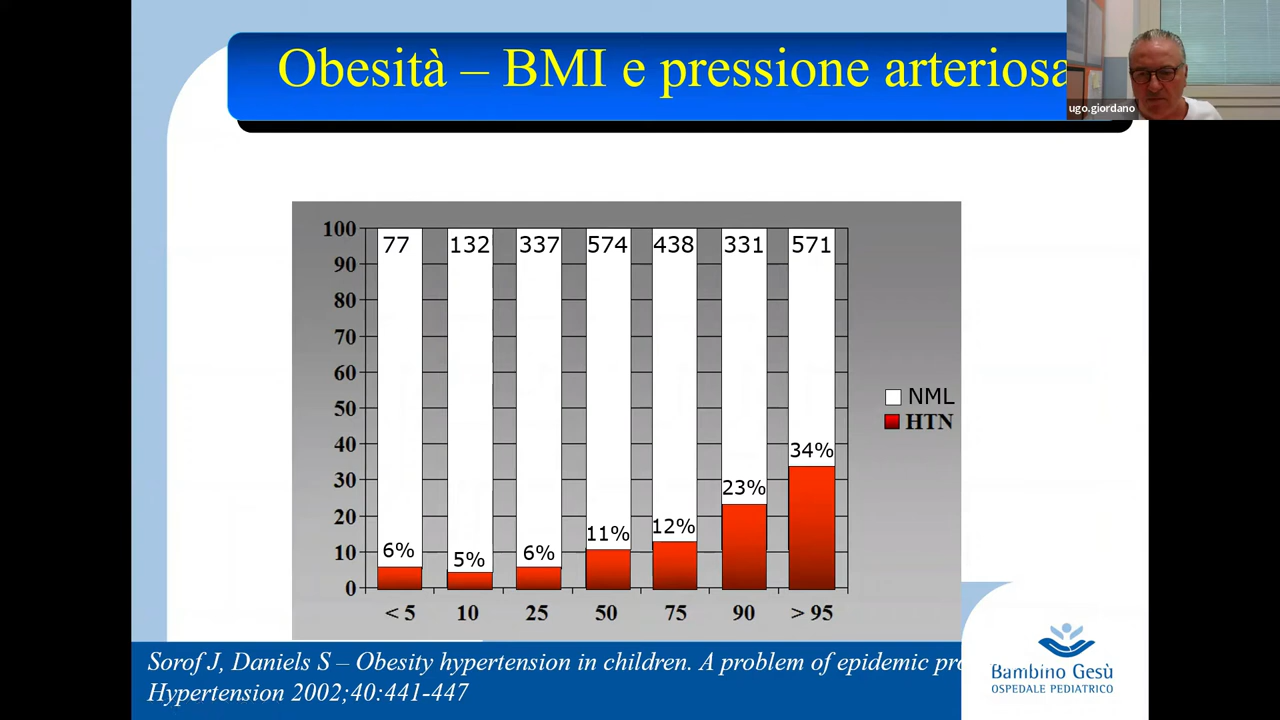 Obesità – BMI e pressione arteriosa
ugo.giordano
100 77 132 337 574 438 331 571
90
80
70
60
50
40 34%
30 23%
20 11% 12%
10 6% 5% 6%
0
< 5 10 25 50 75 90 > 95
NML
HTN
Sorof J, Daniels S – Obesity hypertension in children. A problem of epidemic
Hypertension 2002;40:441-447
Bambino Gesù
OSPEDALE PEDIATRICO